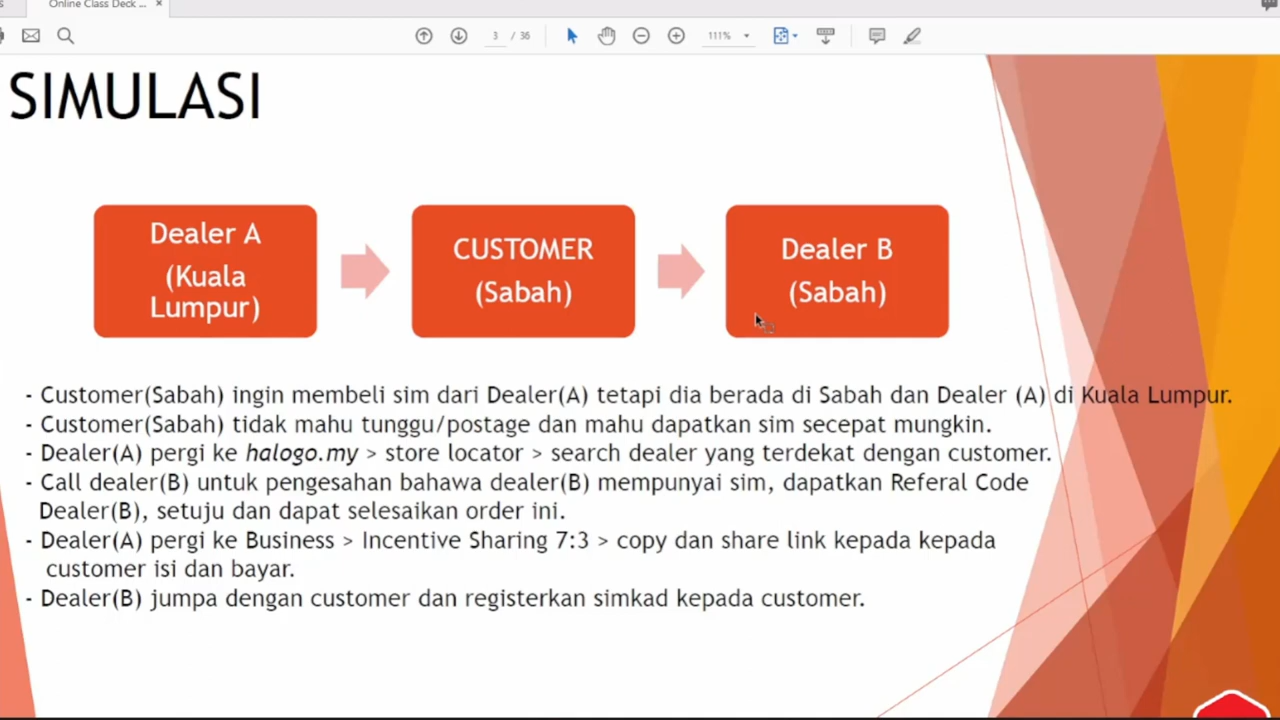 Online Class Deck ...
3 / 36
111%
SIMULASI
Dealer A
(Kuala
Lumpur)
CUSTOMER
(Sabah)
Dealer B
(Sabah)
- Customer(Sabah) ingin membeli sim dari Dealer(A) tetapi dia berada di Sabah dan Dealer (A) di Kuala Lumpur.
- Customer(Sabah) tidak mahu tunggu/postage dan mahu dapatkan sim secepat mungkin.
- Dealer(A) pergi ke halogo.my > store locator > search dealer yang terdekat dengan customer.
- Call dealer(B) untuk pengesahan bahawa dealer(B) mempunyai sim, dapatkan Referal Code
Dealer(B), setuju dan dapat selesaikan order ini.
- Dealer(A) pergi ke Business > Incentive Sharing 7:3 > copy dan share link kepada kepada
customer isi dan bayar.
- Dealer(B) jumpa dengan customer dan registerkan simkad kepada customer.